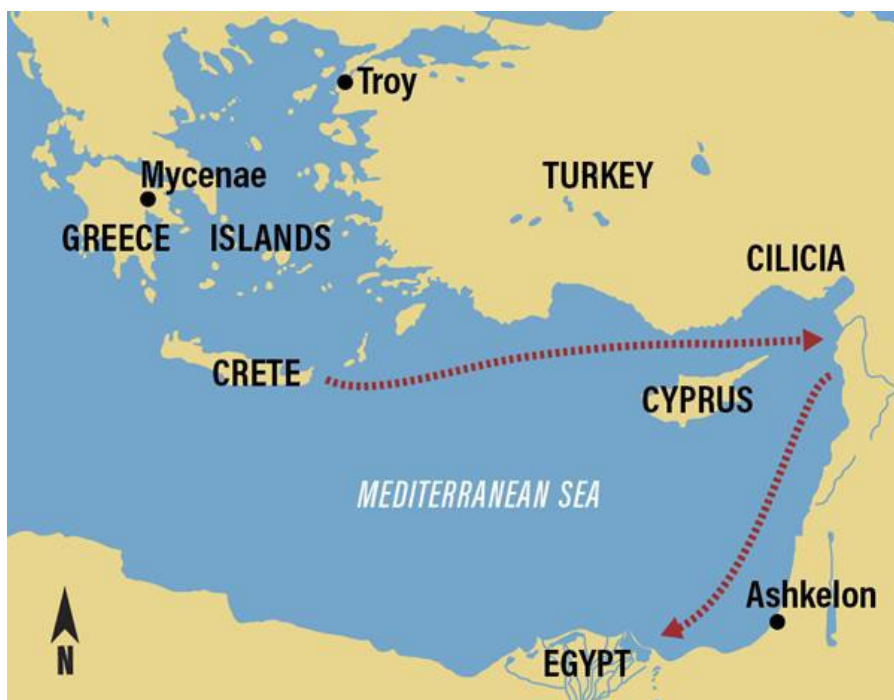 Troy
Mycenae
TURKEY
GREECE
ISLANDS
CILICIA
CRETE
CYPRUS
MEDITERRANEAN SEA
Ashkelon
N
EGYPT